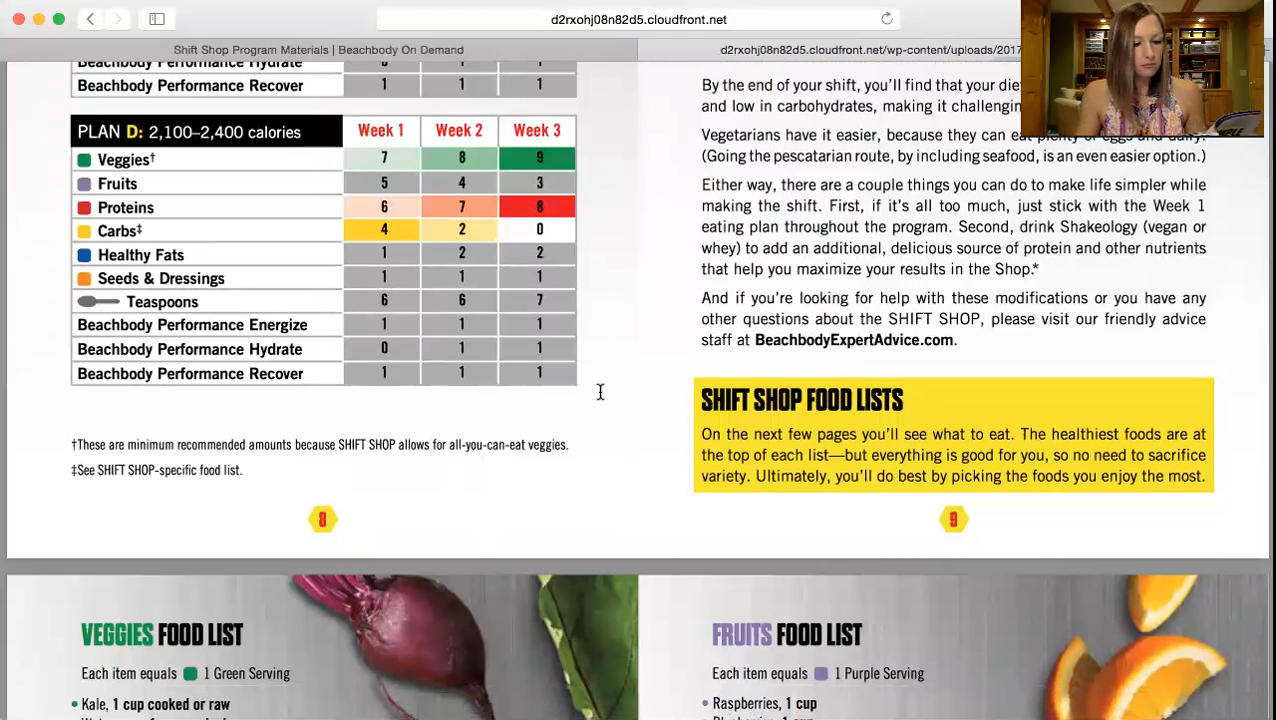 d2rxohj08n82d5.cloudfront.net
Shift Shop Program Materials | Beachbody On Demand
d2rxohj08n82d5.cloudfront.net/wp-content/uploads/2017
Beachbody Performance Hydrate 1 1
Beachbody Performance Recover 1 1 1
PLAN D: 2,100–2,400 calories Week 1 Week 2 Week 3
Veggies† 7 8 9
Fruits 5 4 3
Proteins 6 7 8
Carbs‡ 4 2 0
Healthy Fats 1 2 2
Seeds & Dressings 1 1 1
Teaspoons 6 6 7
Beachbody Performance Energize 1 1 1
Beachbody Performance Hydrate 0 1 1
Beachbody Performance Recover 1 1 1
†These are minimum recommended amounts because SHIFT SHOP allows for all-you-can-eat veggies.
‡See SHIFT SHOP-specific food list.
8
By the end of your shift, you’ll find that your die
and low in carbohydrates, making it challengin
Vegetarians have it easier, because they can eat plenty of eggs and dairy.
(Going the pescatarian route, by including seafood, is an even easier option.)
Either way, there are a couple things you can do to make life simpler while
making the shift. First, if it’s all too much, just stick with the Week 1
eating plan throughout the program. Second, drink Shakeology (vegan or
whey) to add an additional, delicious source of protein and other nutrients
that help you maximize your results in the Shop.*
And if you’re looking for help with these modifications or you have any
other questions about the SHIFT SHOP, please visit our friendly advice
staff at BeachbodyExpertAdvice.com.
SHIFT SHOP FOOD LISTS
On the next few pages you’ll see what to eat. The healthiest foods are at
the top of each list—but everything is good for you, so no need to sacrifice
variety. Ultimately, you’ll do best by picking the foods you enjoy the most.
9
VEGGIES FOOD LIST
Each item equals 1 Green Serving
• Kale, 1 cup cooked or raw
FRUITS FOOD LIST
Each item equals 1 Purple Serving
• Raspberries, 1 cup